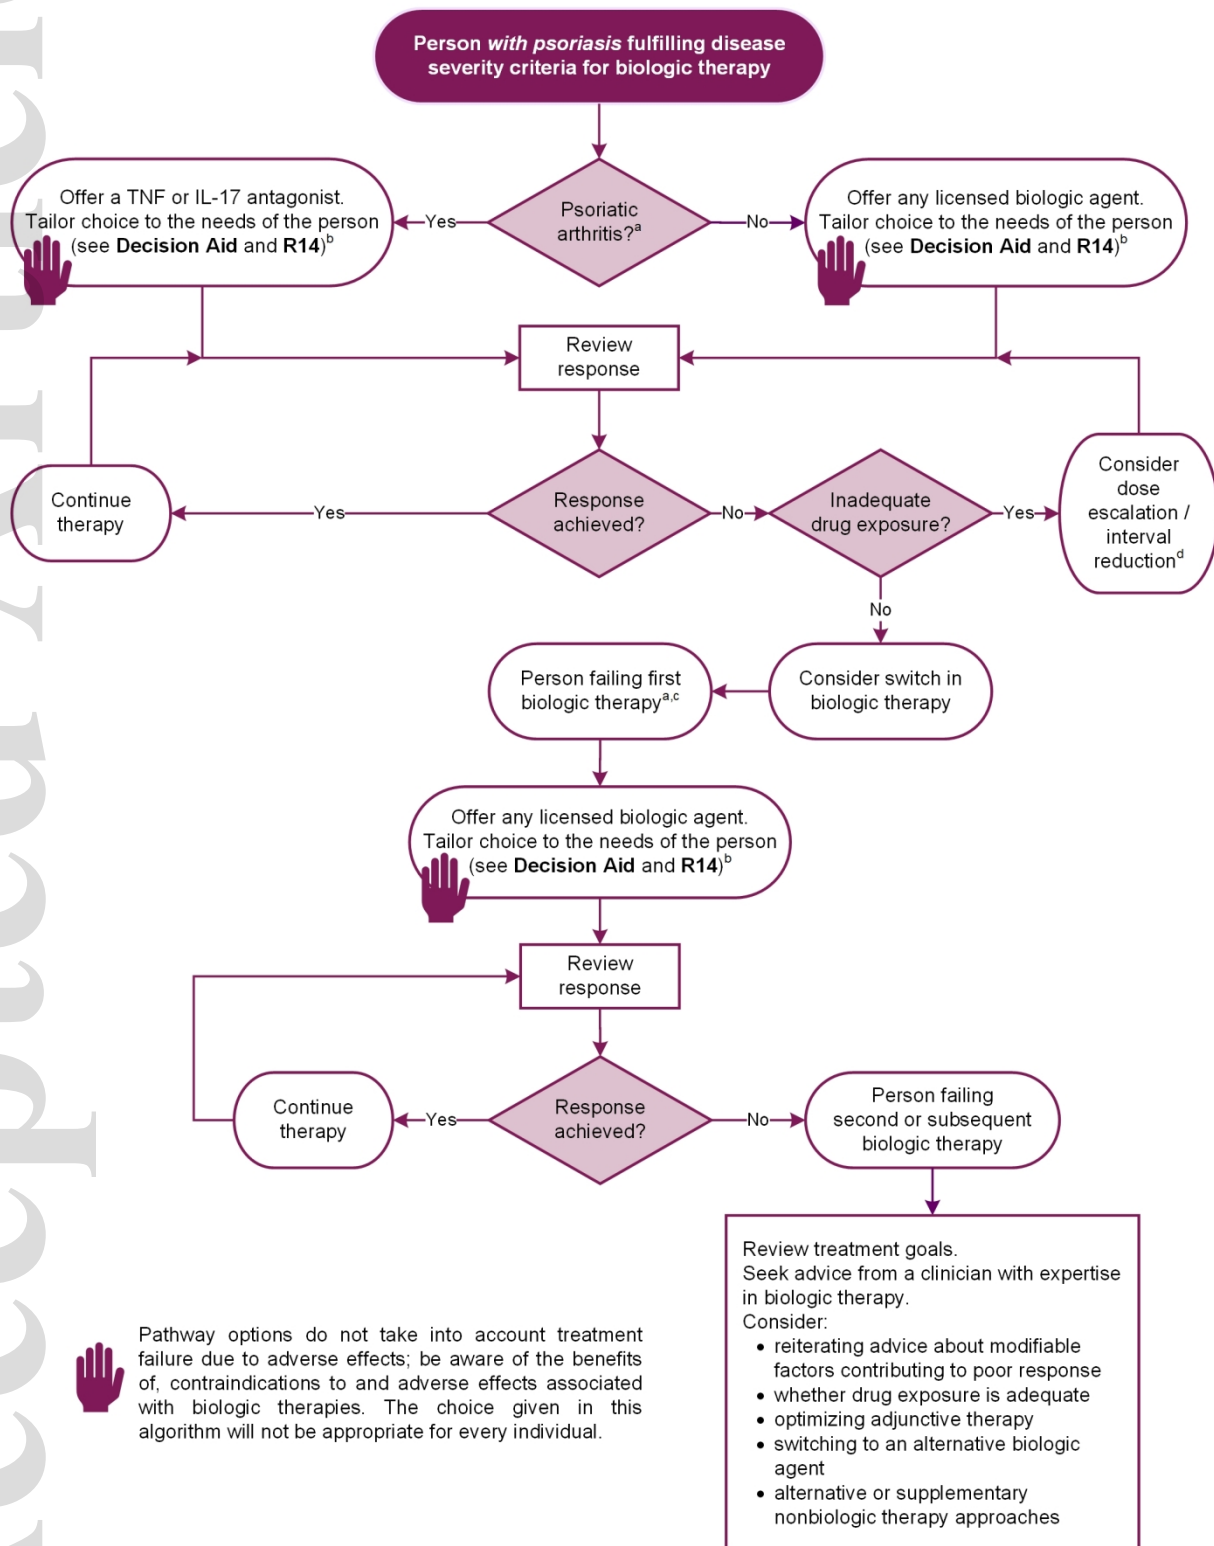 Person with psoriasis fulfilling disease
severity criteria for biologic therapy
Offer a TNF or IL-17 antagonist.
Tailor choice to the needs of the person
(see Decision Aid and R14)b
Yes
Psoriatic
arthritis?a
No
Offer any licensed biologic agent.
Tailor choice to the needs of the person
(see Decision Aid and R14)b
Review
response
Continue
therapy
Yes
Response
achieved?
No
Inadequate
drug exposure?
Yes
Consider
dose
escalation /
interval
reductiond
No
Person failing first
biologic therapya,c
Consider switch in
biologic therapy
Offer any licensed biologic agent.
Tailor choice to the needs of the person
(see Decision Aid and R14)b
Review
response
Continue
therapy
Yes
Response
achieved?
No
Person failing
second or subsequent
biologic therapy
Review treatment goals.
Seek advice from a clinician with expertise
in biologic therapy.
Consider:
• reiterating advice about modifiable
factors contributing to poor response
• whether drug exposure is adequate
• optimizing adjunctive therapy
• switching to an alternative biologic
agent
• alternative or supplementary
nonbiologic therapy approaches
Pathway options do not take into account treatment
failure due to adverse effects; be aware of the benefits
of, contraindications to and adverse effects associated
with biologic therapies. The choice given in this
algorithm will not be appropriate for every individual.